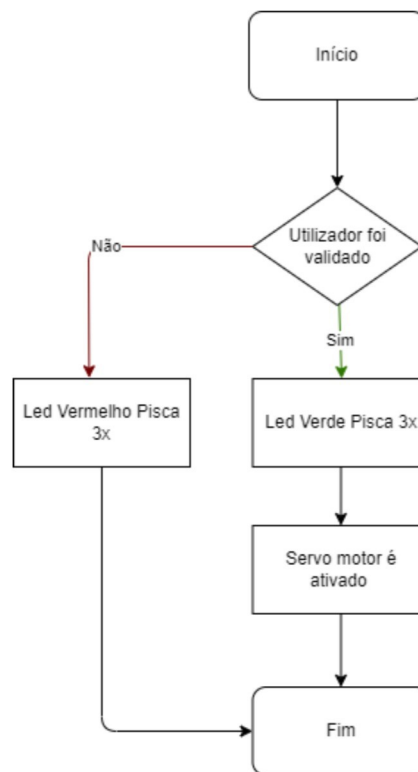 Início
Utilizador foi
validado
Não
Sim
Led Vermelho Pisca
3x
Led Verde Pisca 3x
Servo motor é
ativado
Fim